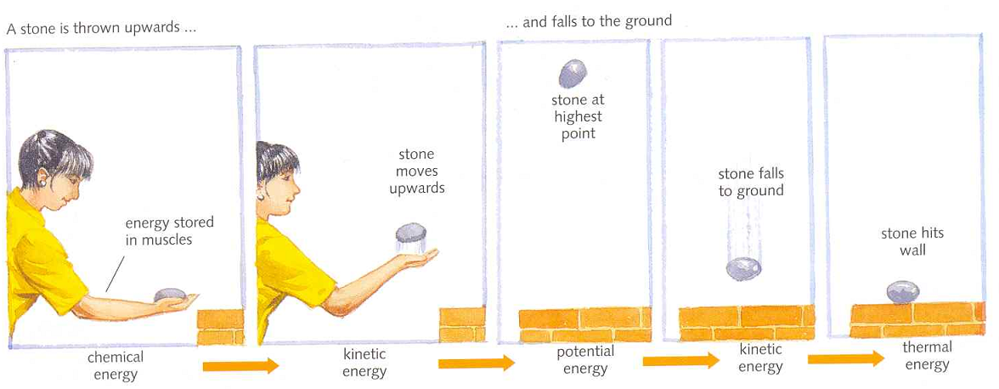 A stone is thrown upwards ...
... and falls to the ground
energy stored
in muscles
stone
moves
upwards
stone at
highest
point
stone falls
to ground
stone hits
wall
chemical
energy
kinetic
energy
potential
energy
kinetic
energy
thermal
energy